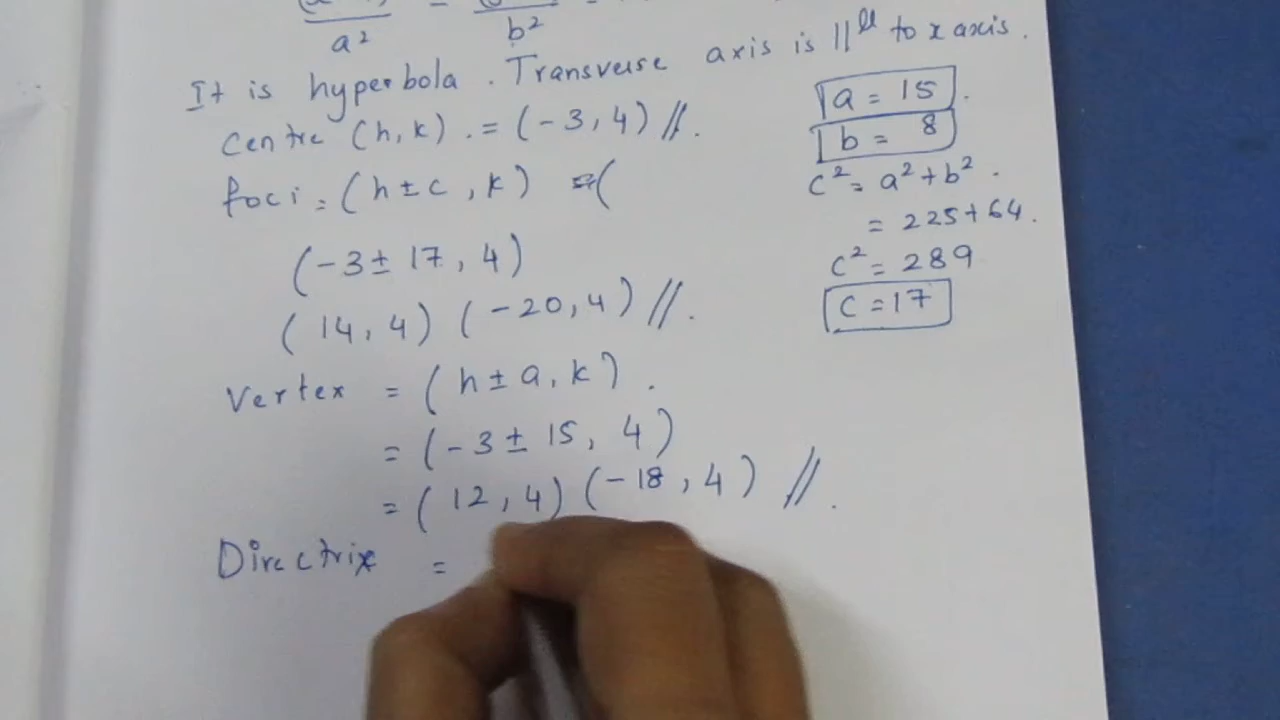 a² b²
It is hyperbola. Transverse axis is ||ˡˡ to x axis.
Centre (h, k). = (-3, 4) //.
foci = (h ± c, k) = (
(-3 ± 17, 4)
(14, 4) (-20, 4) //.
Vertex = (h ± a, k).
= (-3 ± 15, 4)
= (12, 4) (-18, 4) //.
Directrix =
a = 15.
b = 8
c² = a² + b².
= 225 + 64.
c² = 289
c = 17